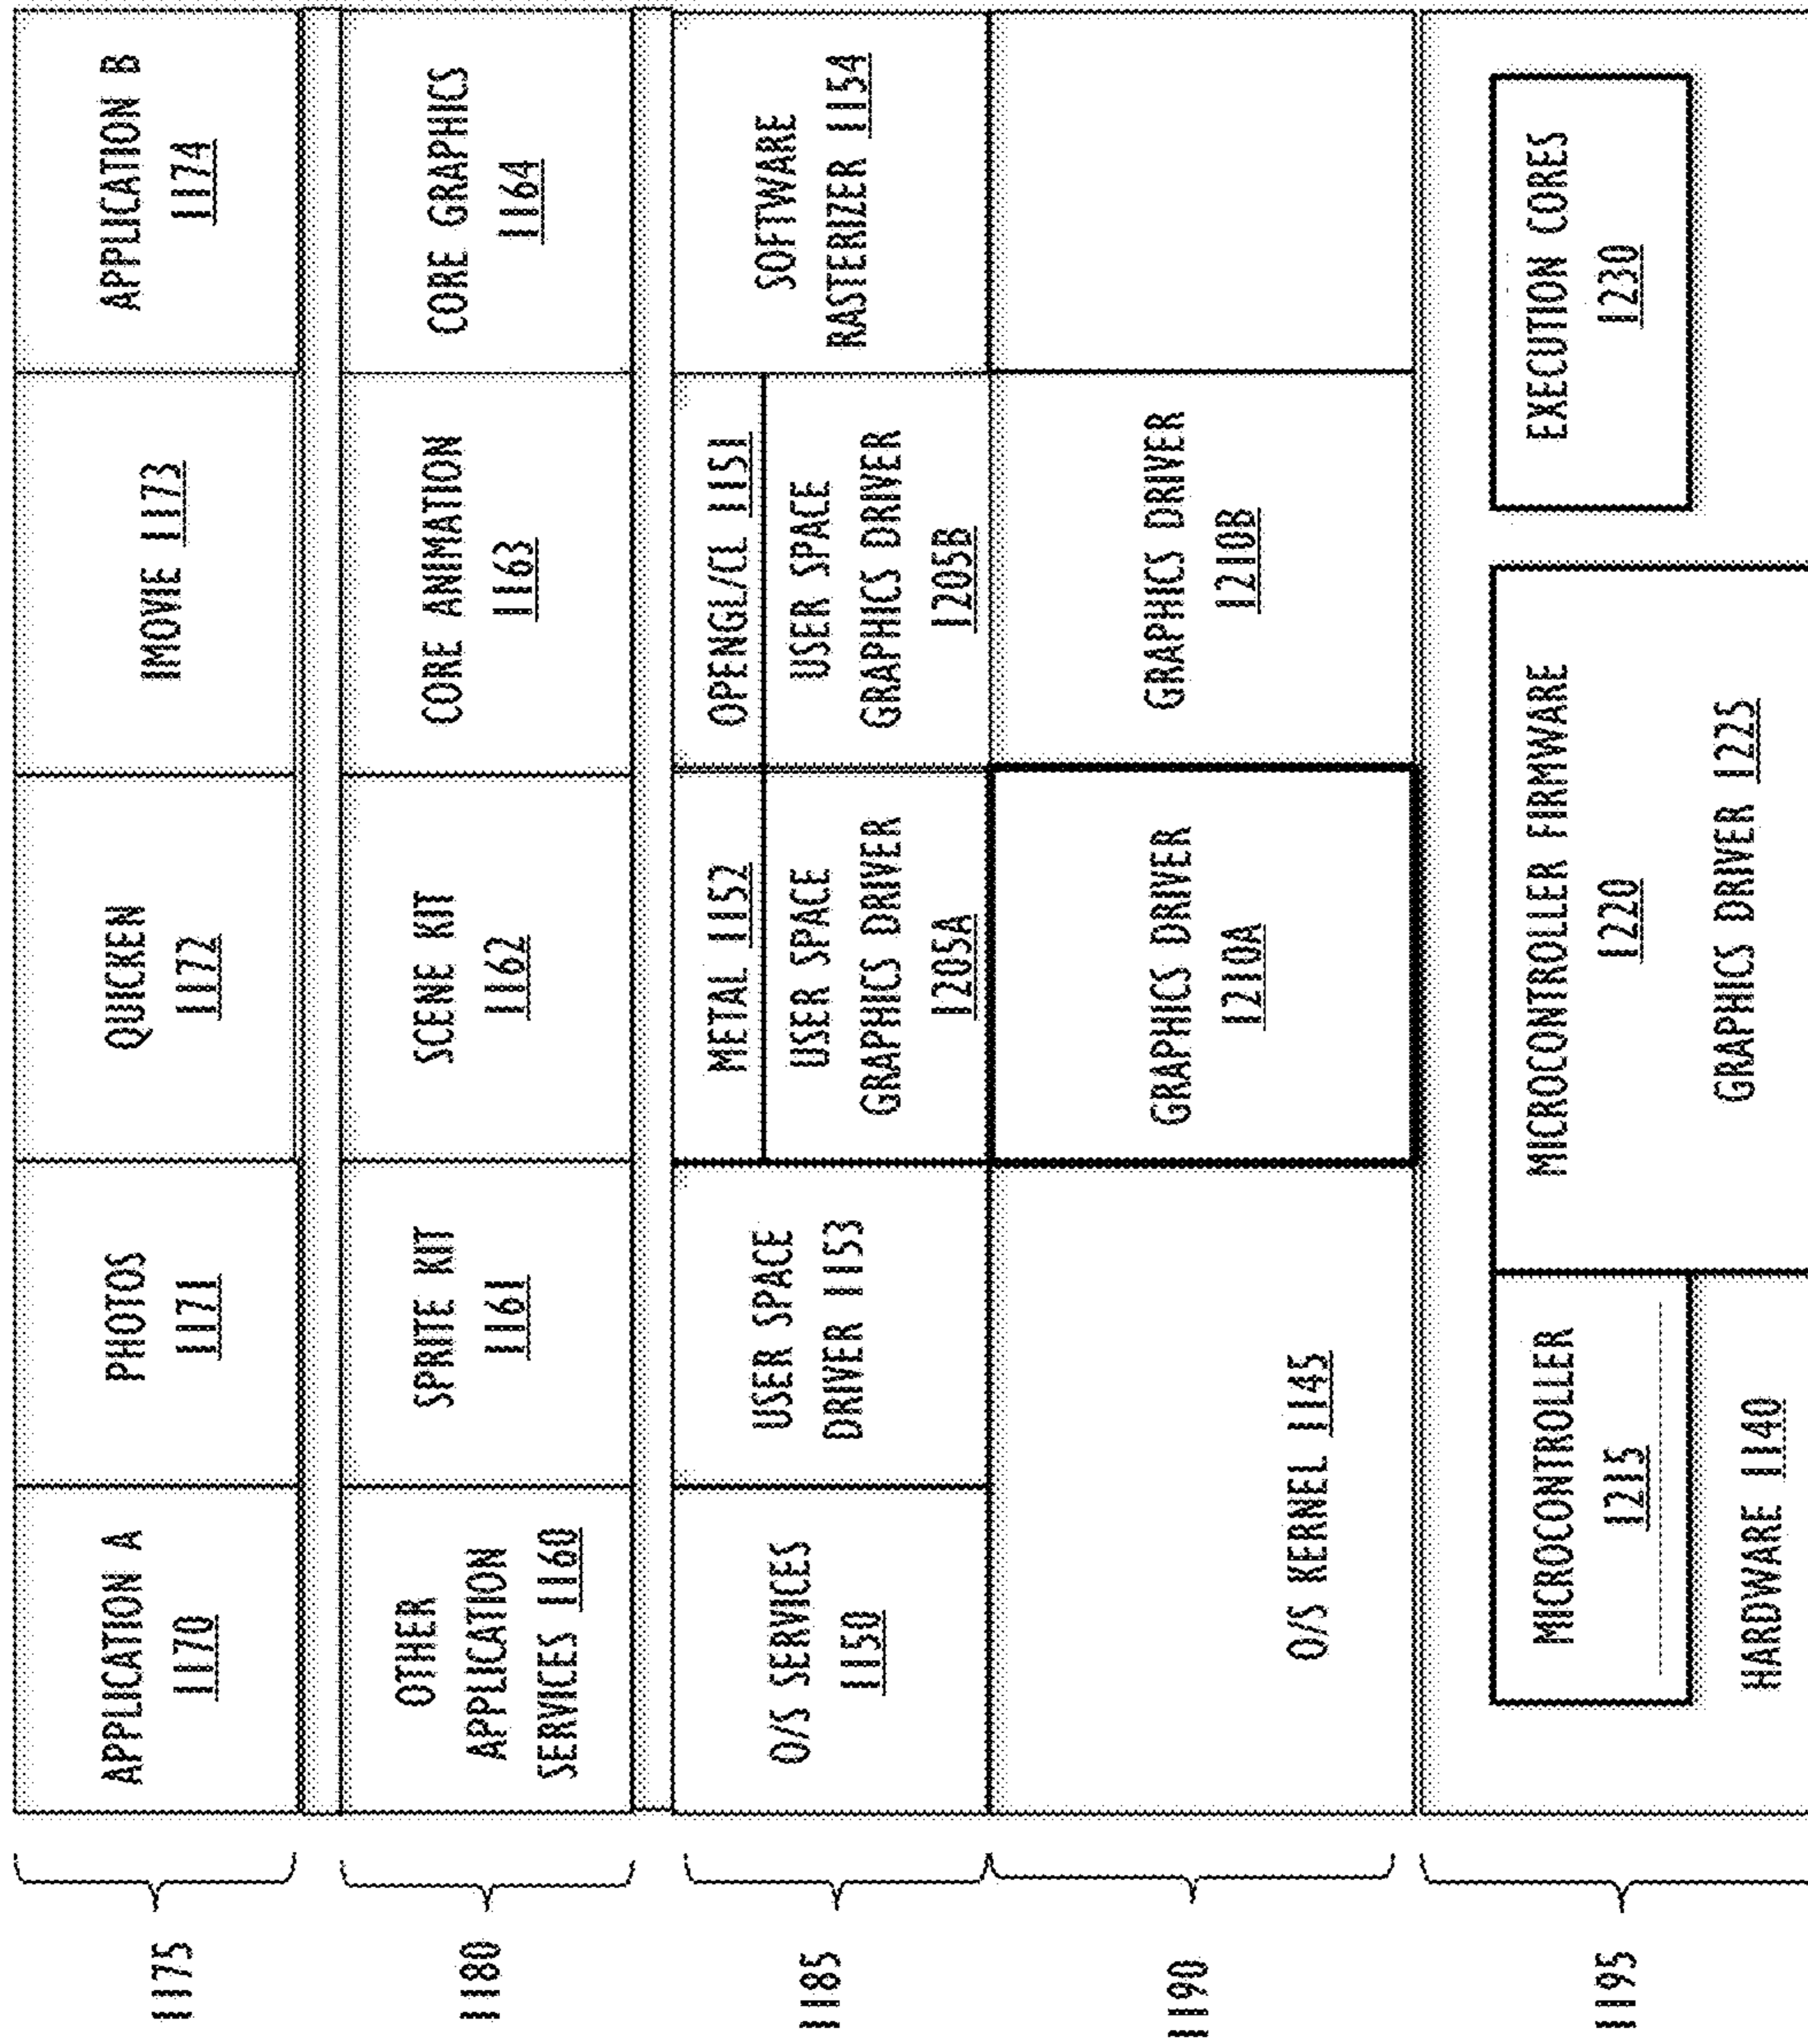 1175
APPLICATION A
1170
PHOTOS
1171
QUICKEN
1172
IMOVIE 1173
APPLICATION B
1174
1180
OTHER
APPLICATION
SERVICES 1160
SPRITE KIT
1161
SCENE KIT
1162
CORE ANIMATION
1163
CORE GRAPHICS
1164
1185
O/S SERVICES
1150
USER SPACE
DRIVER 1153
METAL 1152
USER SPACE
GRAPHICS DRIVER
1205A
OPENGL/CL 1151
USER SPACE
GRAPHICS DRIVER
1205B
SOFTWARE
RASTERIZER 1154
1190
O/S KERNEL 1145
GRAPHICS DRIVER
1210A
GRAPHICS DRIVER
1210B
1195
MICROCONTROLLER
1215
HARDWARE 1140
MICROCONTROLLER FIRMWARE
1220
GRAPHICS DRIVER 1225
EXECUTION CORES
1230